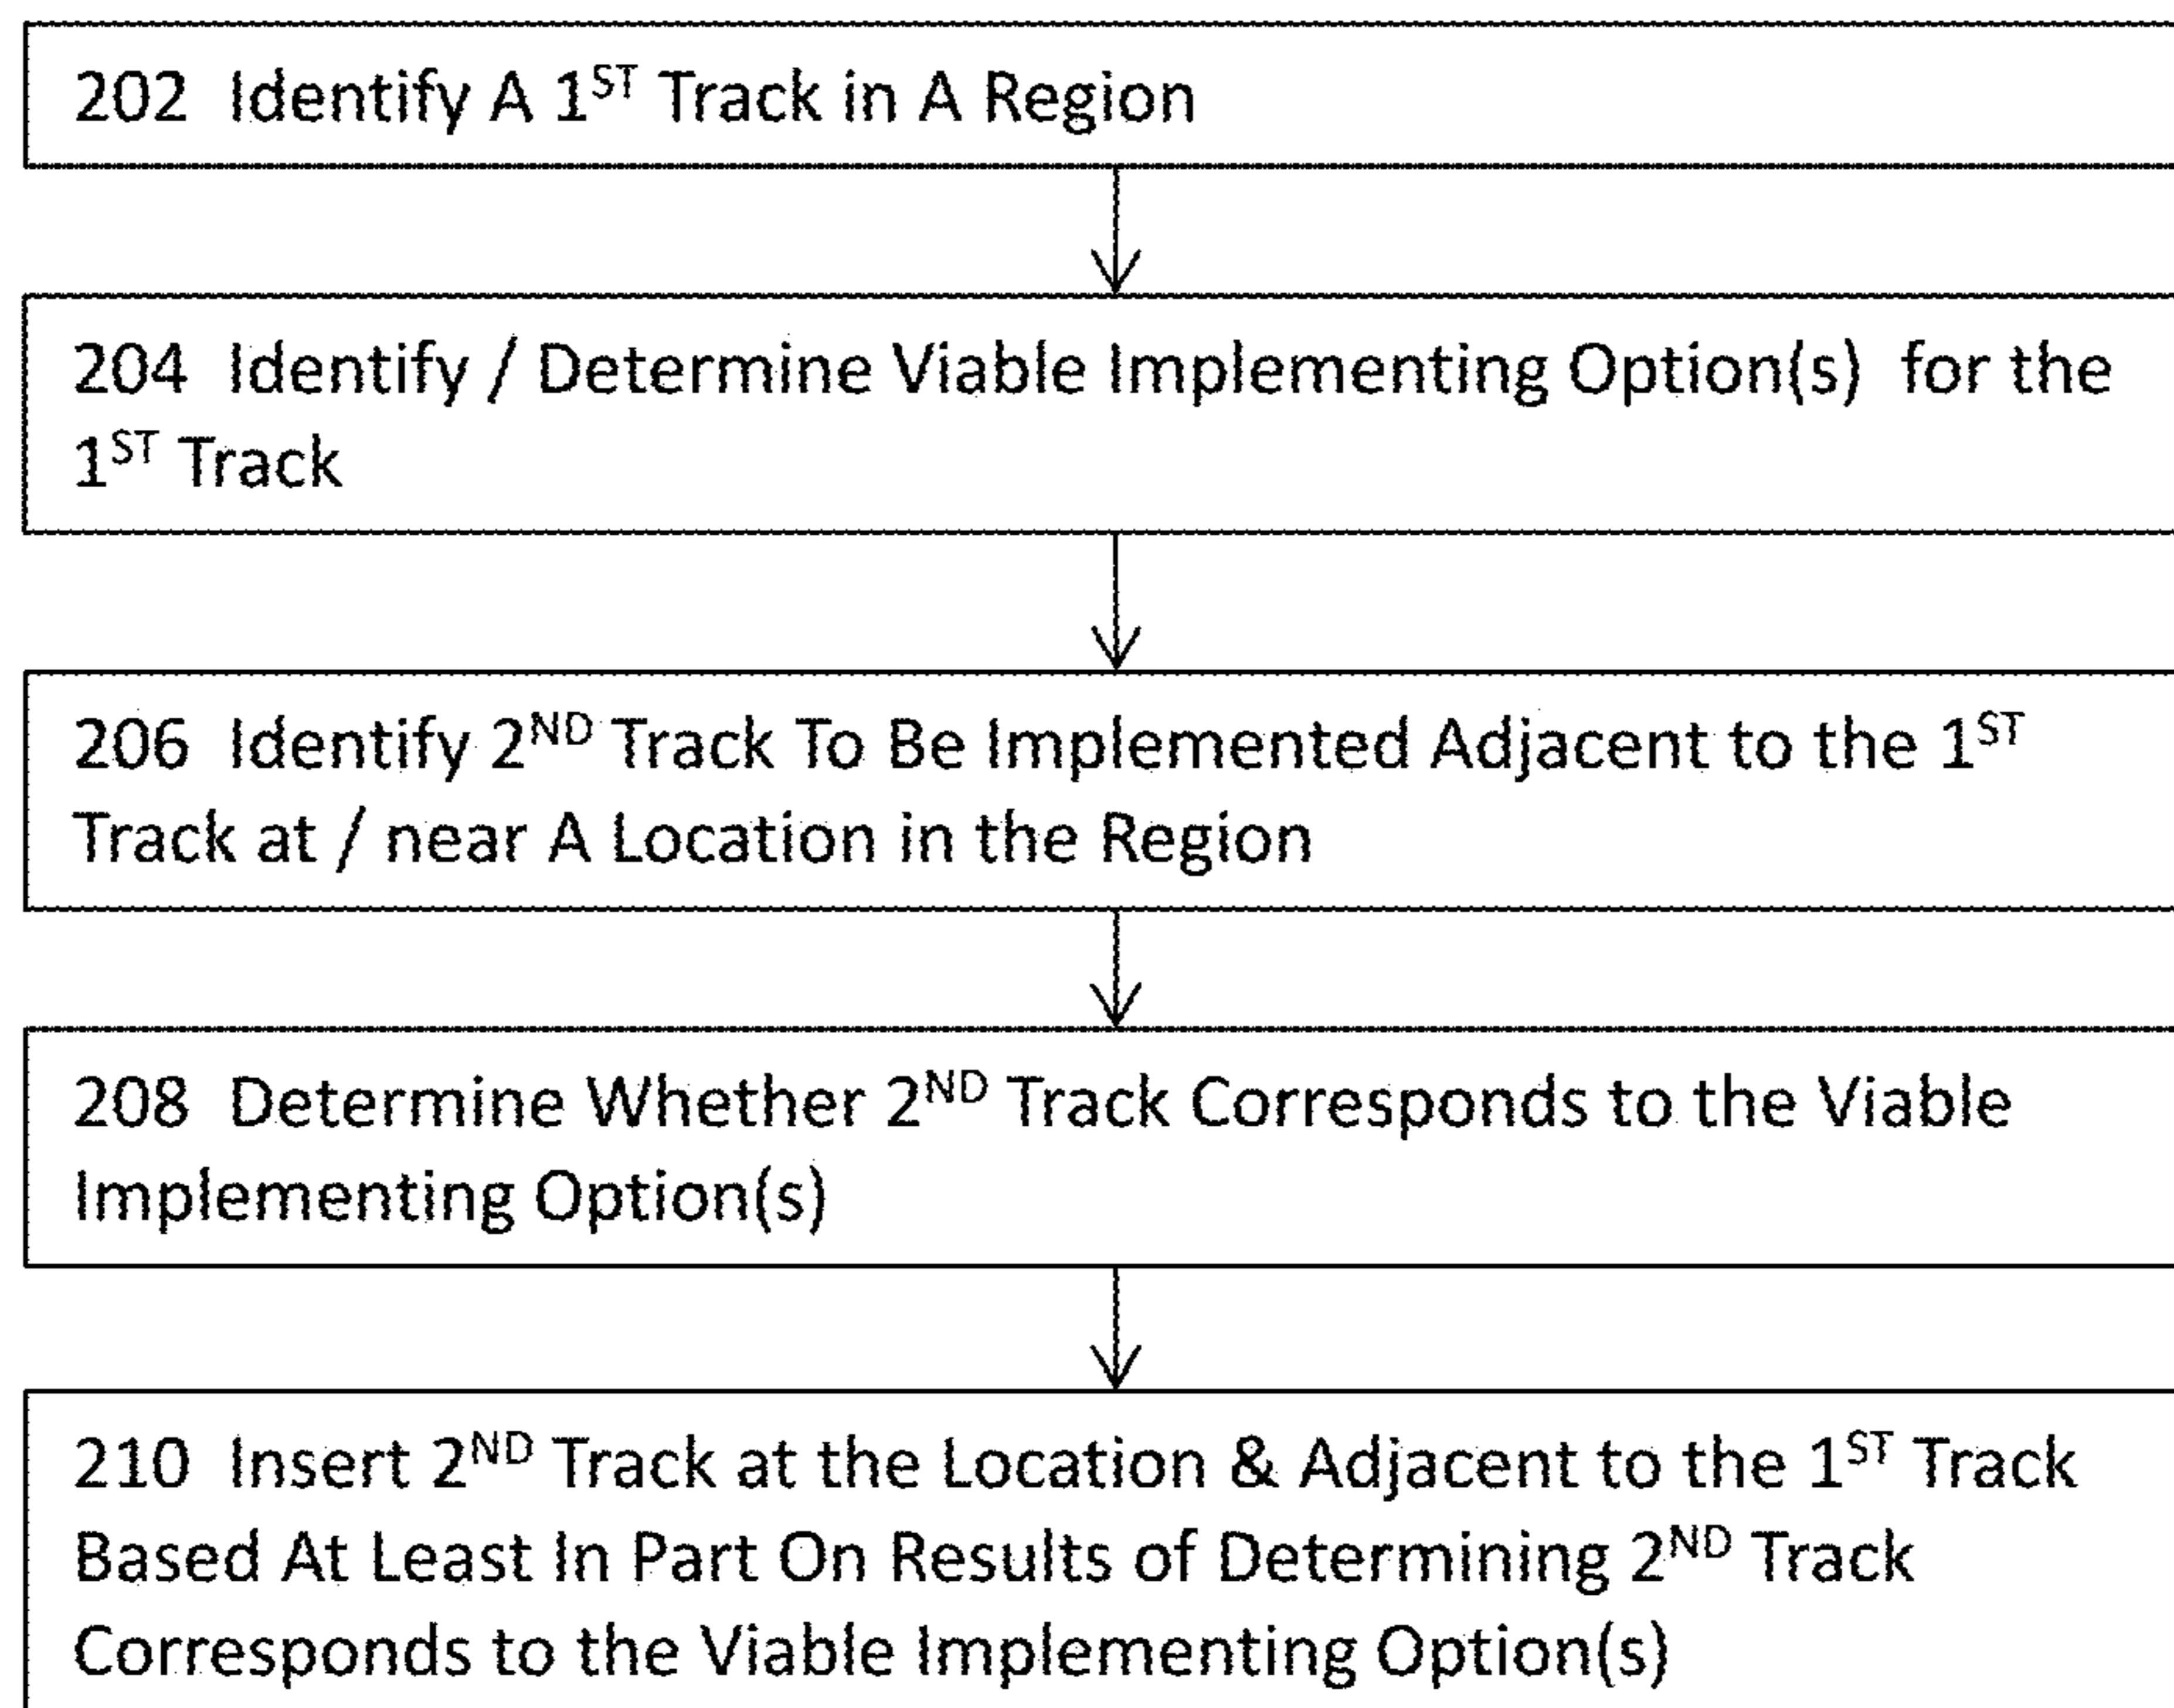 202 Identify A 1ST Track in A Region
204 Identify / Determine Viable Implementing Option(s) for the
1ST Track
206 Identify 2ND Track To Be Implemented Adjacent to the 1ST
Track at / near A Location in the Region
208 Determine Whether 2ND Track Corresponds to the Viable
Implementing Option(s)
210 Insert 2ND Track at the Location & Adjacent to the 1ST Track
Based At Least In Part On Results of Determining 2ND Track
Corresponds to the Viable Implementing Option(s)